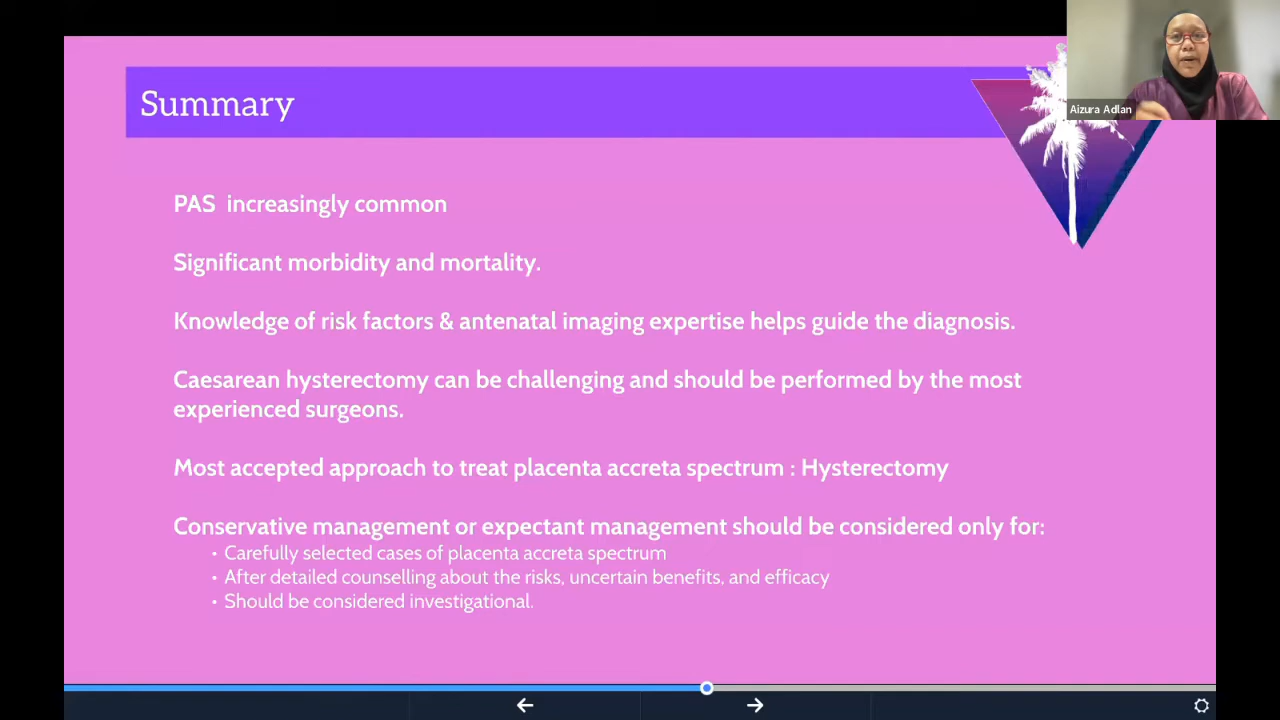 Summary
Aizura Adlan
PAS increasingly common
Significant morbidity and mortality.
Knowledge of risk factors & antenatal imaging expertise helps guide the diagnosis.
Caesarean hysterectomy can be challenging and should be performed by the most
experienced surgeons.
Most accepted approach to treat placenta accreta spectrum : Hysterectomy
Conservative management or expectant management should be considered only for:
• Carefully selected cases of placenta accreta spectrum
• After detailed counselling about the risks, uncertain benefits, and efficacy
• Should be considered investigational.